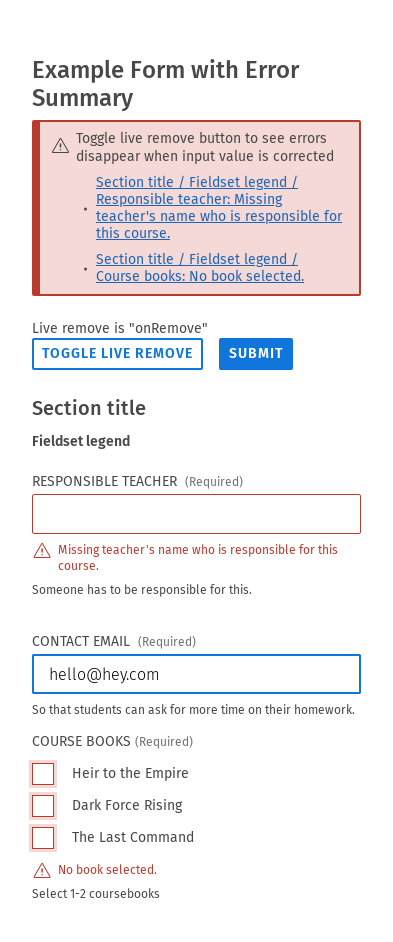 Example Form with Error
Summary
Toggle live remove button to see errors
disappear when input value is corrected
Section title / Fieldset legend /
Responsible teacher: Missing
teacher's name who is responsible for
this course.
Section title / Fieldset legend /
Course books: No book selected.
Live remove is "onRemove"
TOGGLE LIVE REMOVE SUBMIT
Section title
Fieldset legend
RESPONSIBLE TEACHER (Required)
Missing teacher's name who is responsible for this
course.
Someone has to be responsible for this.
CONTACT EMAIL (Required)
hello@hey.com
So that students can ask for more time on their homework.
COURSE BOOKS (Required)
Heir to the Empire
Dark Force Rising
The Last Command
No book selected.
Select 1-2 coursebooks